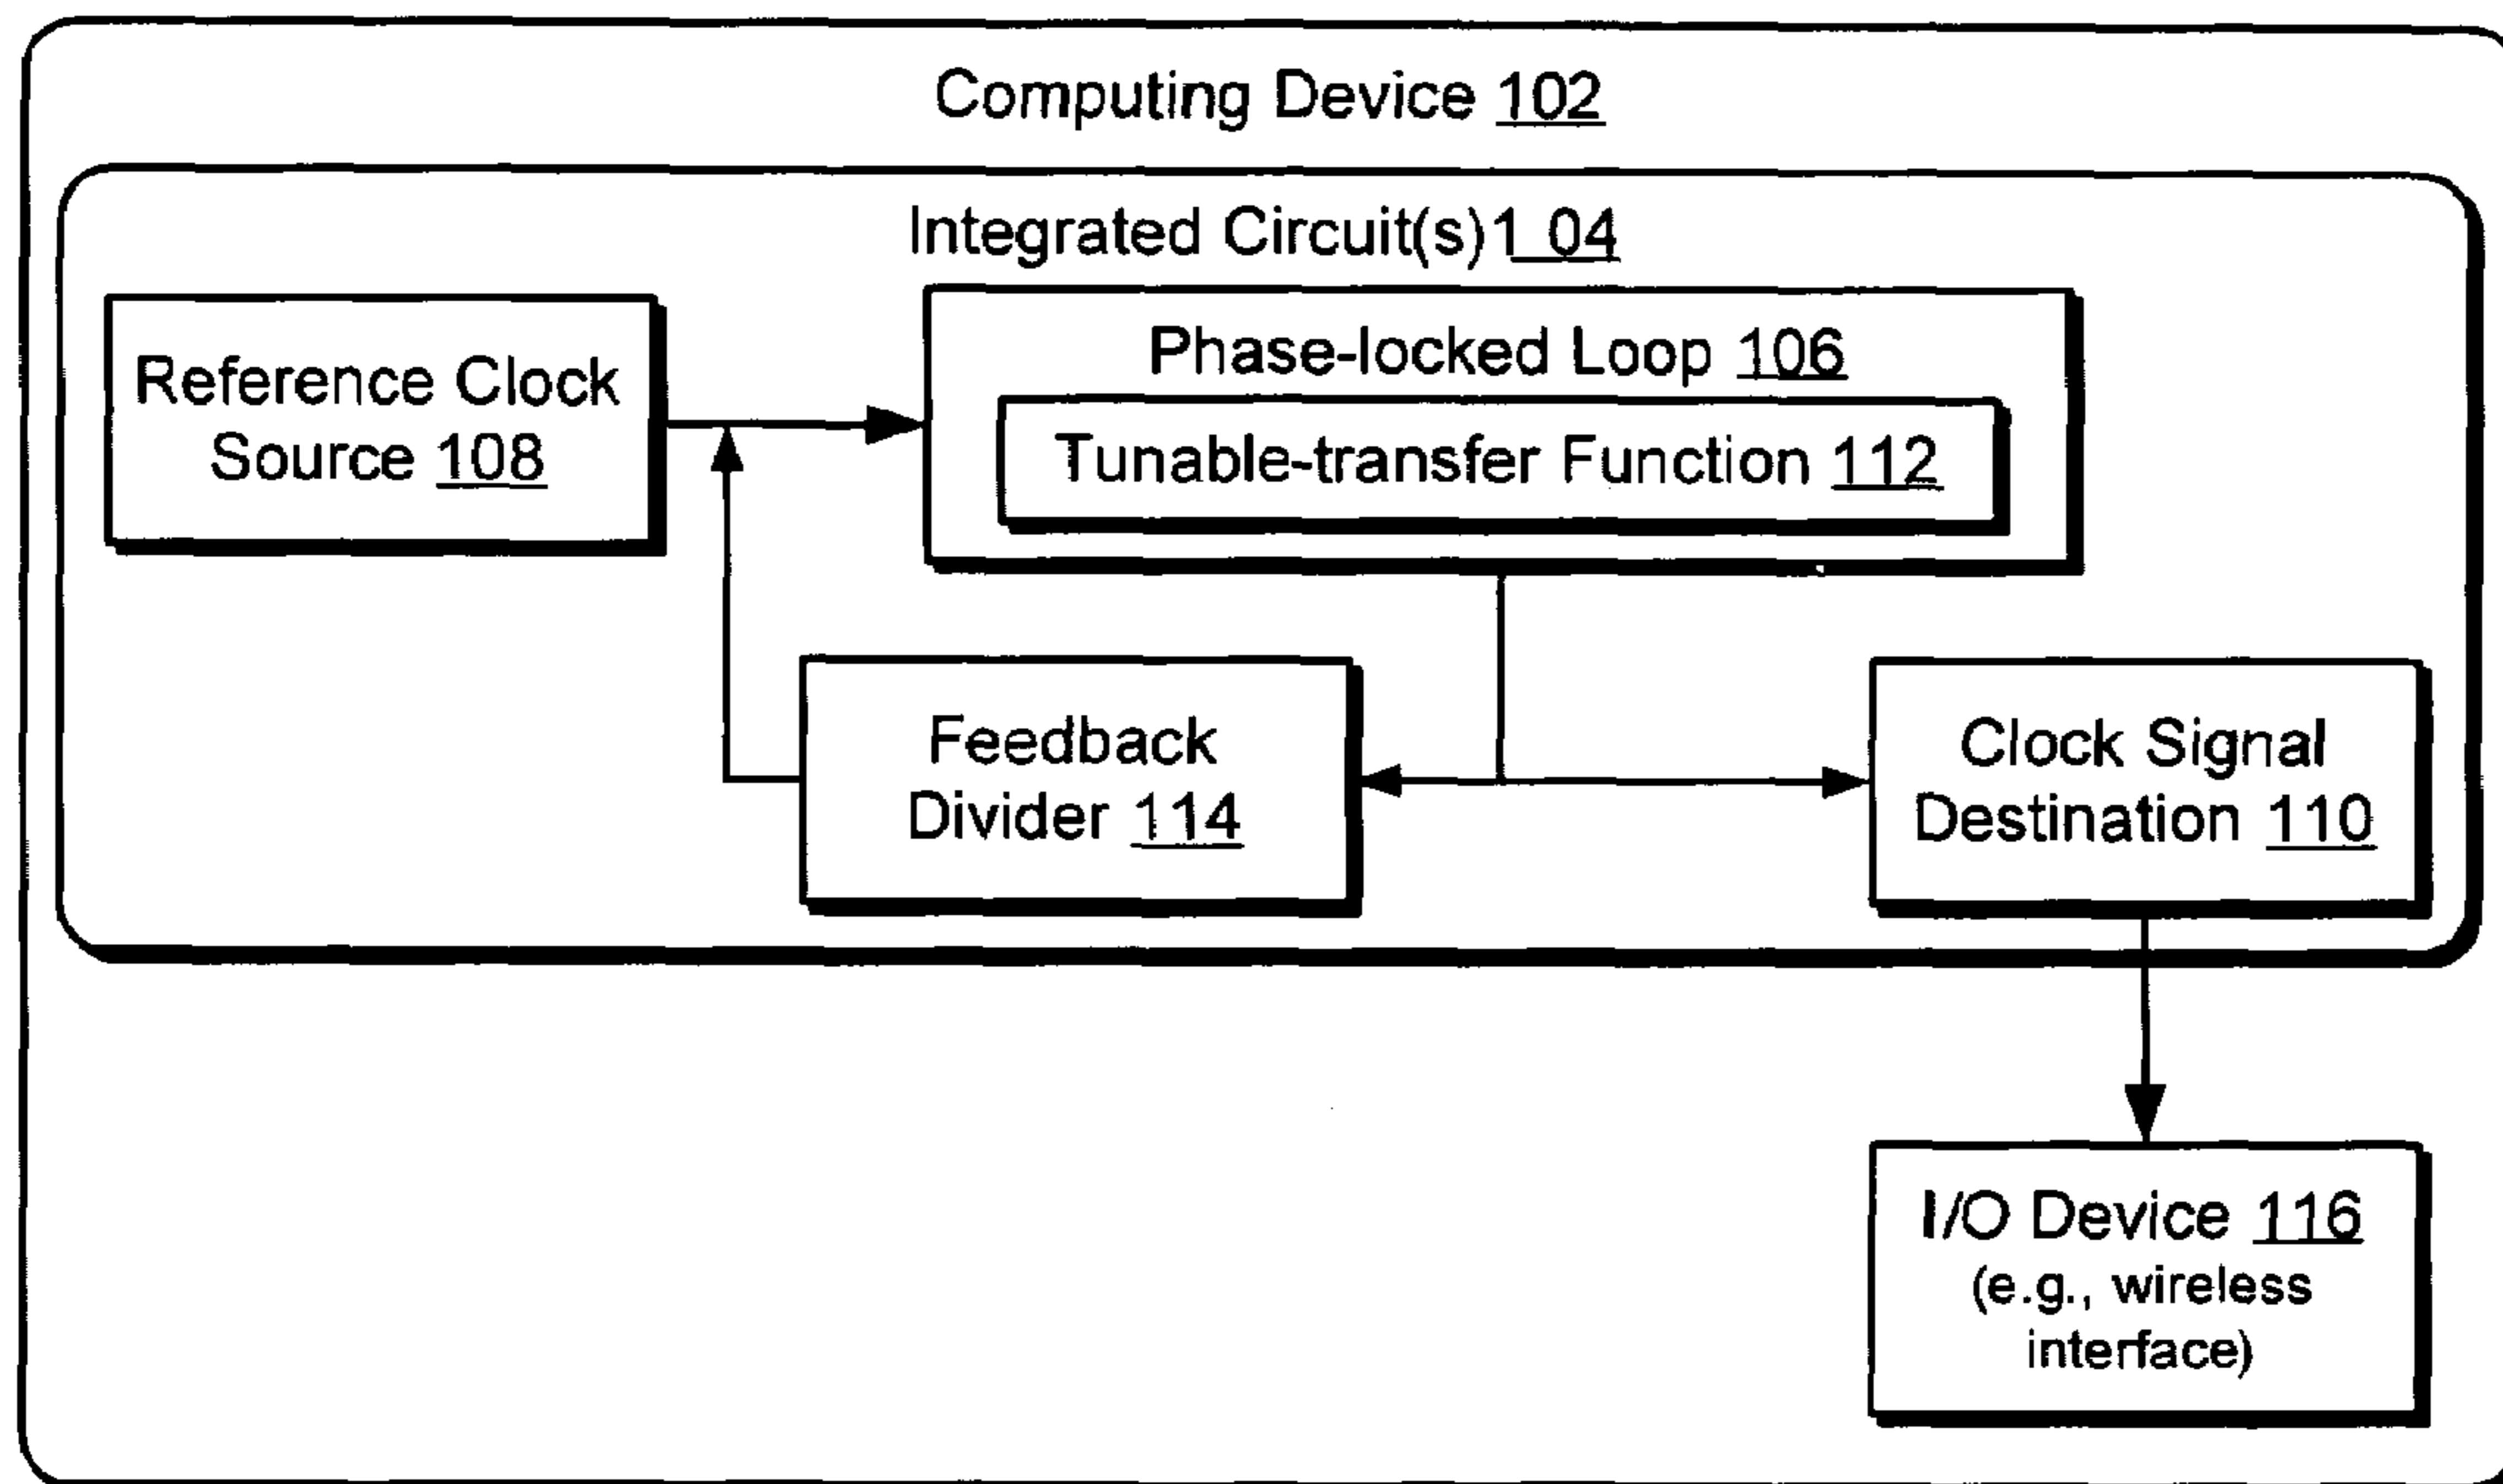 Computing Device 102
Integrated Circuit(s)1 04
Reference Clock
Source 108
Phase-locked Loop 106
Tunable-transfer Function 112
Feedback
Divider 114
Clock Signal
Destination 110
I/O Device 116
(e.g., wireless
interface)